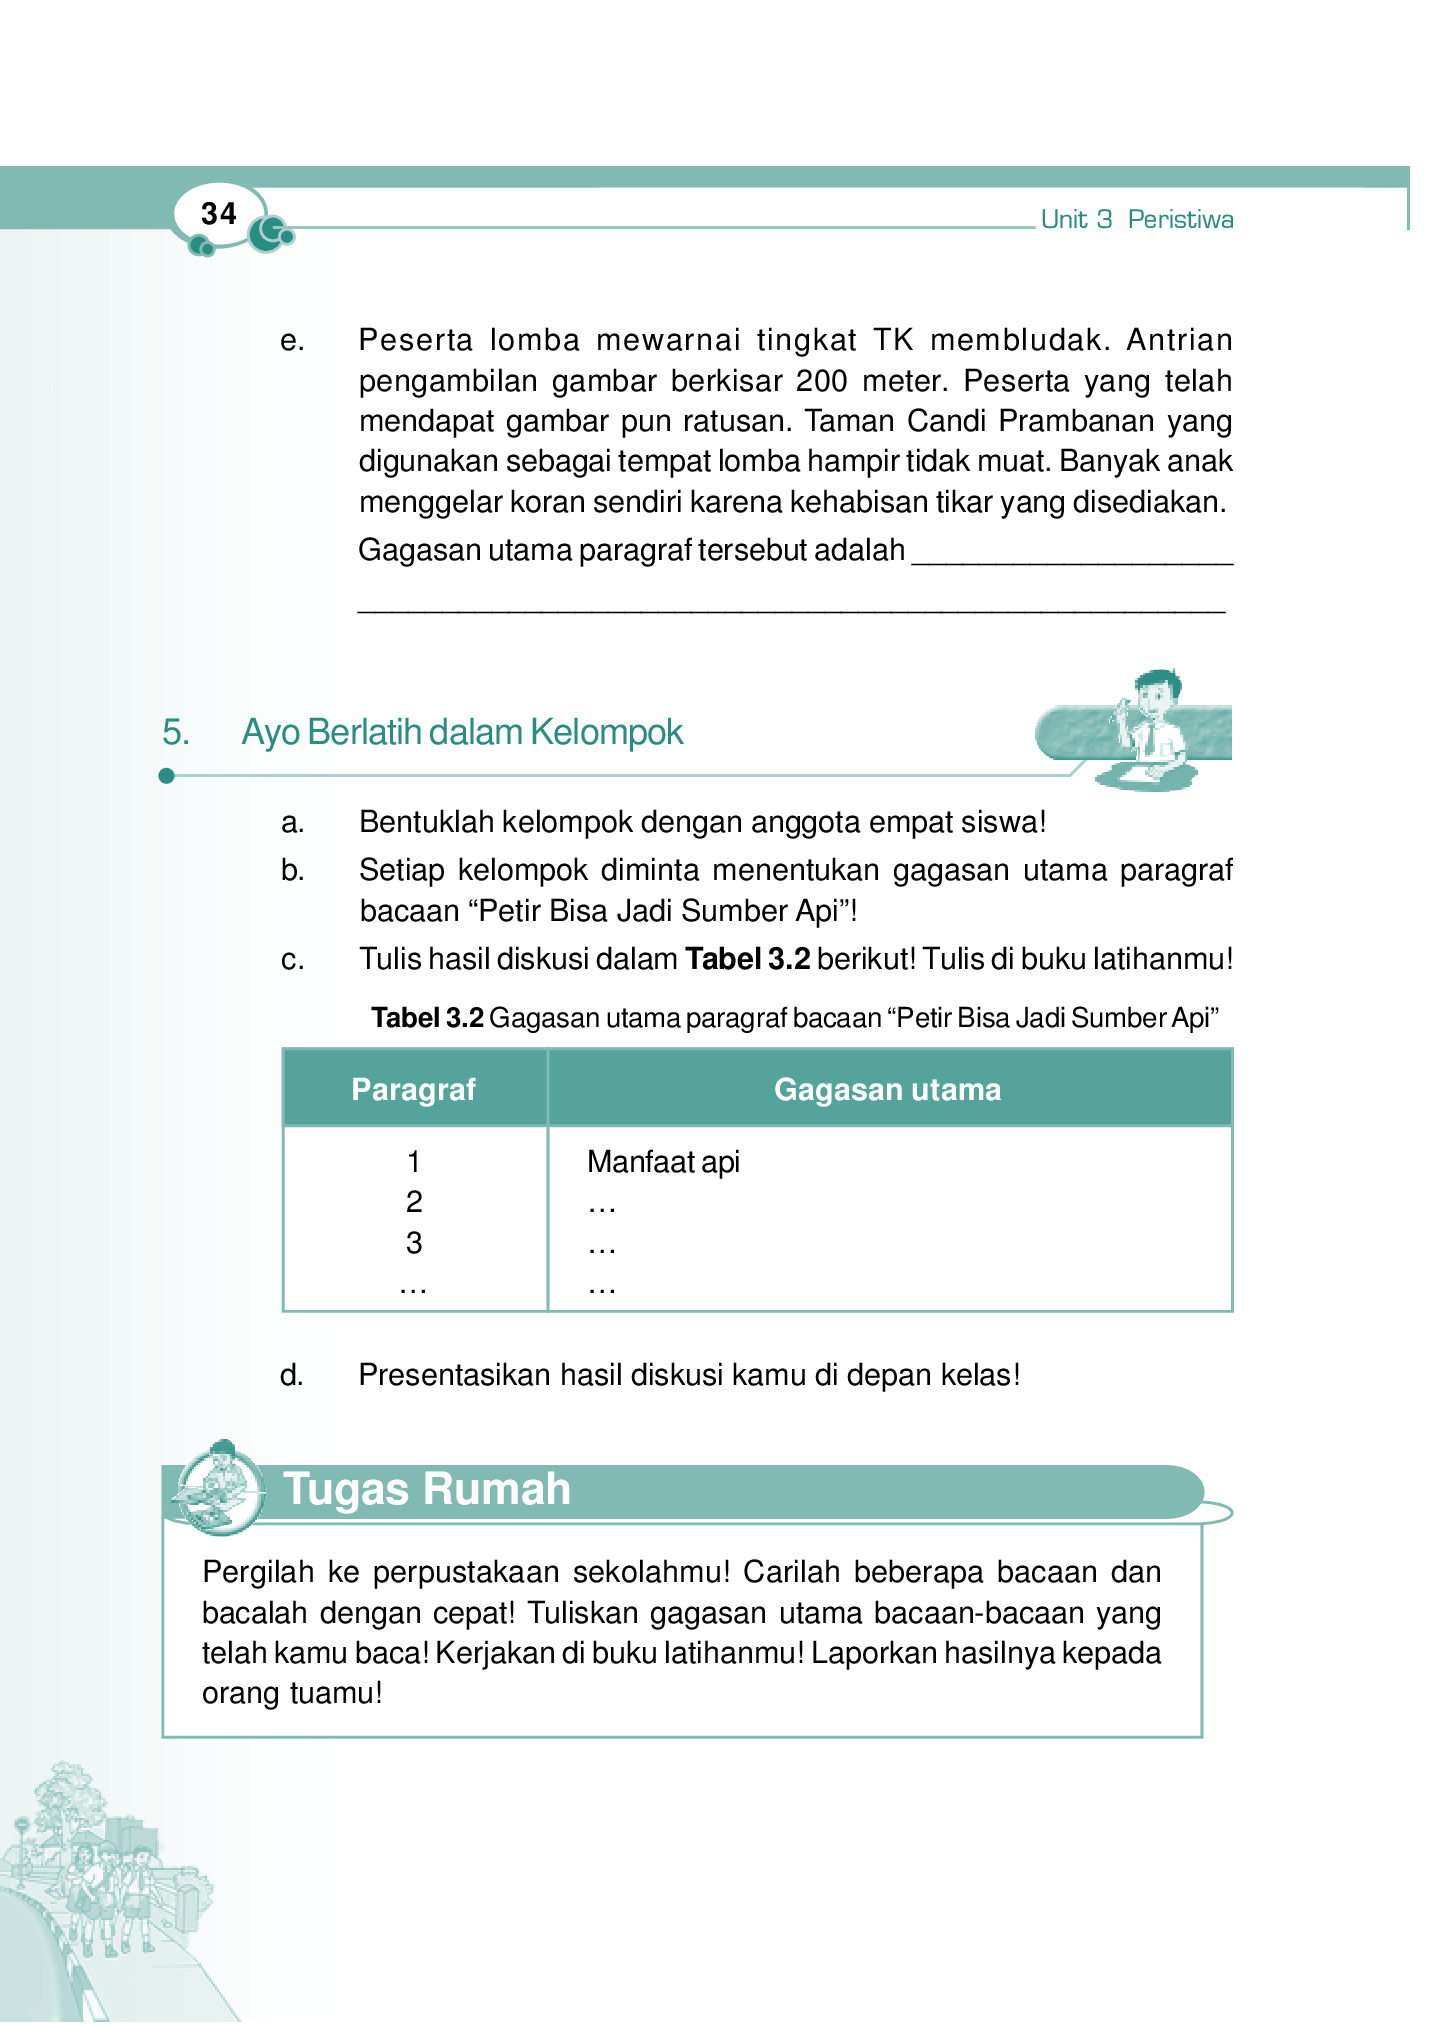 34
Unit 3 Peristiwa
e. Peserta lomba mewarnai tingkat TK membludak. Antrian
pengambilan gambar berkisar 200 meter. Peserta yang telah
mendapat gambar pun ratusan. Taman Candi Prambanan yang
digunakan sebagai tempat lomba hampir tidak muat. Banyak anak
menggelar koran sendiri karena kehabisan tikar yang disediakan.
Gagasan utama paragraf tersebut adalah ____________________
______________________________________________________
5. Ayo Berlatih dalam Kelompok
a. Bentuklah kelompok dengan anggota empat siswa!
b. Setiap kelompok diminta menentukan gagasan utama paragraf
bacaan “Petir Bisa Jadi Sumber Api”!
c. Tulis hasil diskusi dalam Tabel 3.2 berikut! Tulis di buku latihanmu!
Tabel 3.2 Gagasan utama paragraf bacaan “Petir Bisa Jadi Sumber Api”
Paragraf Gagasan utama
1 Manfaat api
2 …
3 …
… …
d. Presentasikan hasil diskusi kamu di depan kelas!
Tugas Rumah
Pergilah ke perpustakaan sekolahmu! Carilah beberapa bacaan dan
bacalah dengan cepat! Tuliskan gagasan utama bacaan-bacaan yang
telah kamu baca! Kerjakan di buku latihanmu! Laporkan hasilnya kepada
orang tuamu!